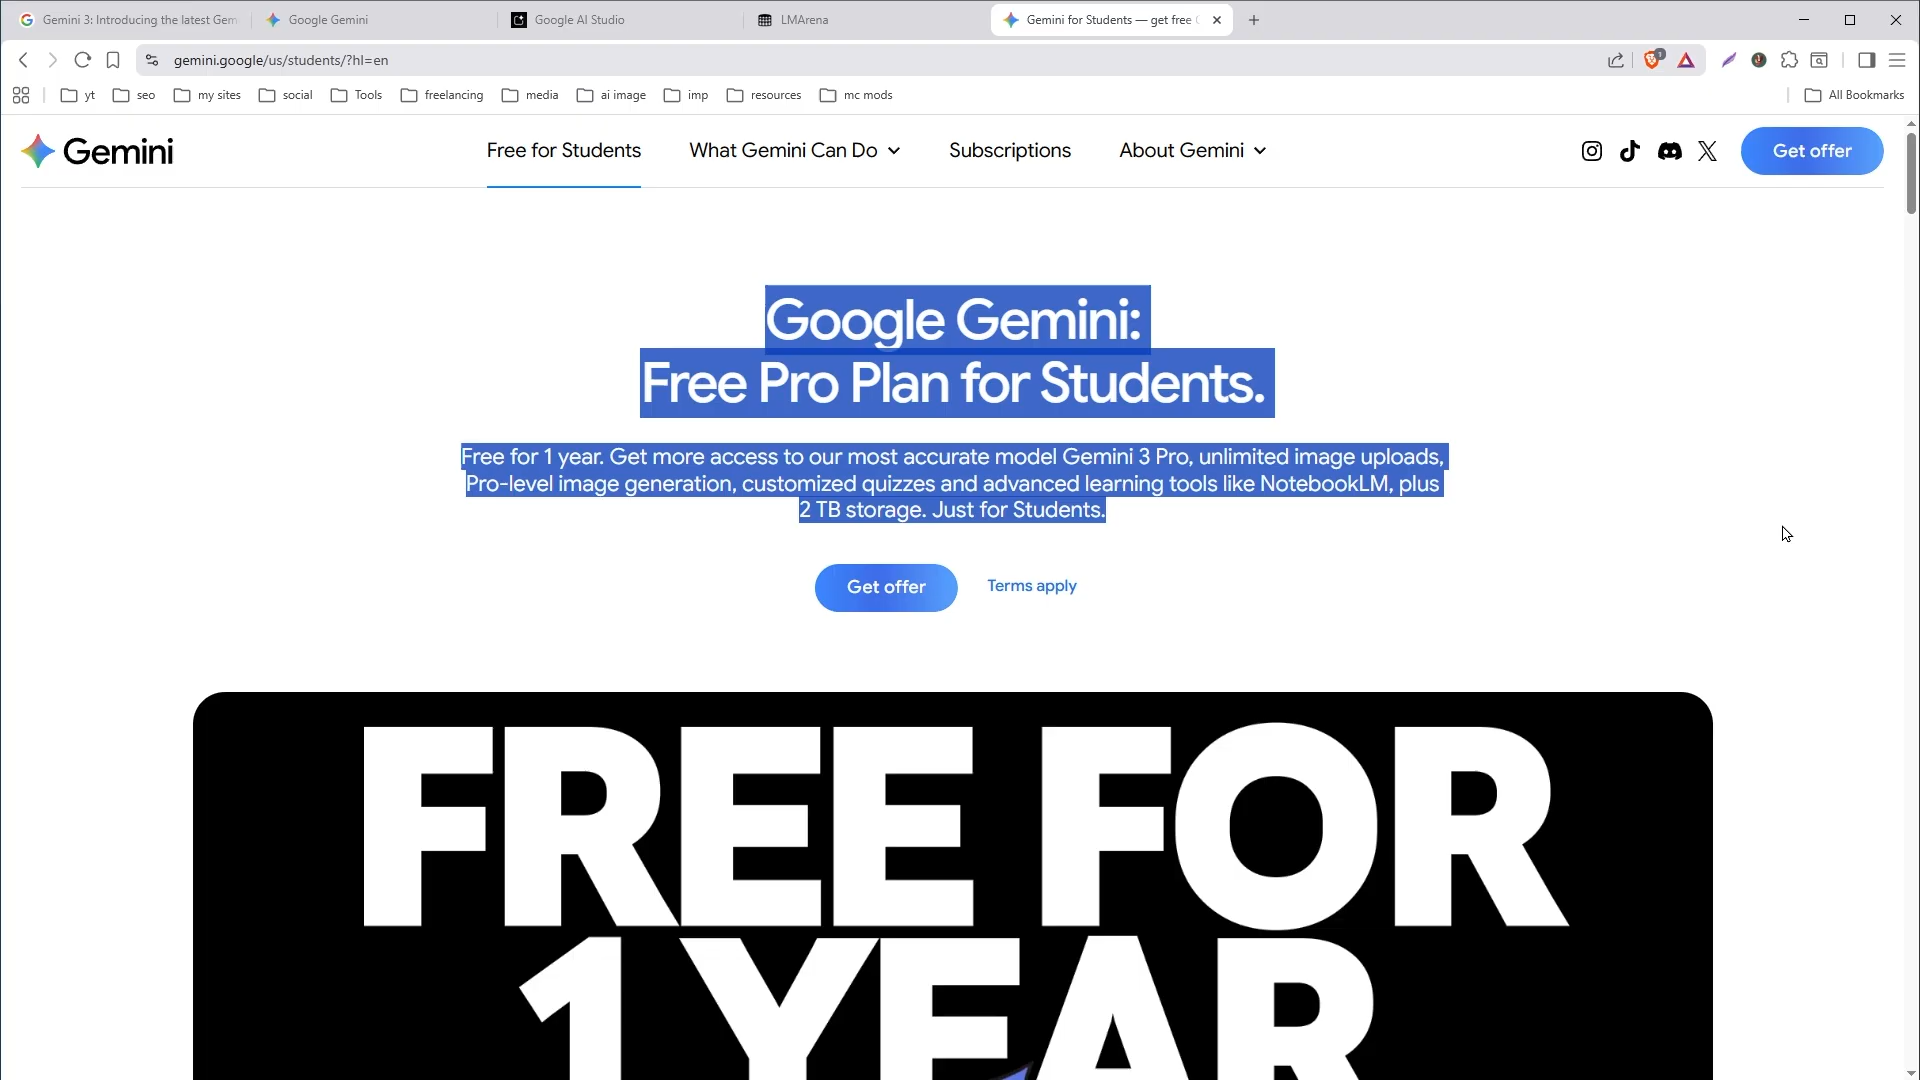 Gemini 3: Introducing the latest Gem
Google Gemini
Google AI Studio
LMArena
Gemini for Students — get free
gemini.google/us/students/?hl=en
1
yt
seo
my sites
social
Tools
freelancing
media
ai image
imp
resources
mc mods
All Bookmarks
Gemini
Free for Students
What Gemini Can Do
Subscriptions
About Gemini
Get offer
Google Gemini:
Free Pro Plan for Students.
Free for 1 year. Get more access to our most accurate model Gemini 3 Pro, unlimited image uploads,
Pro-level image generation, customized quizzes and advanced learning tools like NotebookLM, plus
2 TB storage. Just for Students.
Get offer
Terms apply
FREE FOR
1 YEAR